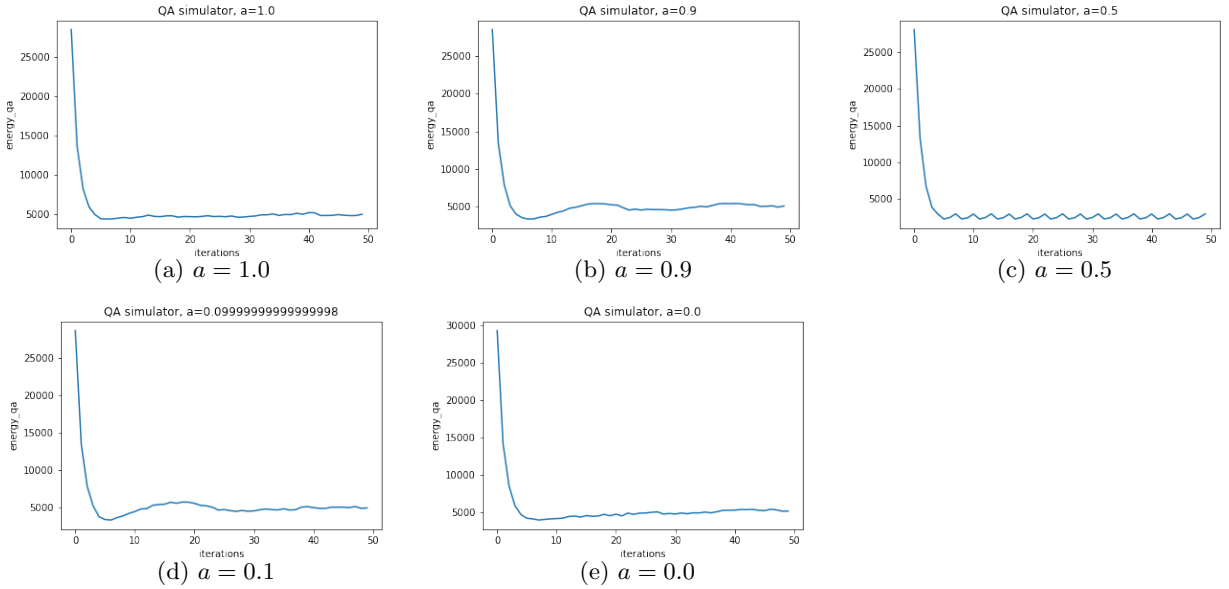 QA simulator, a=1.0
energy_qa
25000
20000
15000
10000
5000
0 10 20 30 40 50
iterations
(a) a = 1.0
QA simulator, a=0.9
energy_qa
25000
20000
15000
10000
5000
0 10 20 30 40 50
iterations
(b) a = 0.9
QA simulator, a=0.5
energy_qa
25000
20000
15000
10000
5000
0 10 20 30 40 50
iterations
(c) a = 0.5
QA simulator, a=0.09999999999999998
energy_qa
25000
20000
15000
10000
5000
0 10 20 30 40 50
iterations
(d) a = 0.1
QA simulator, a=0.0
energy_qa
30000
25000
20000
15000
10000
5000
0 10 20 30 40 50
iterations
(e) a = 0.0